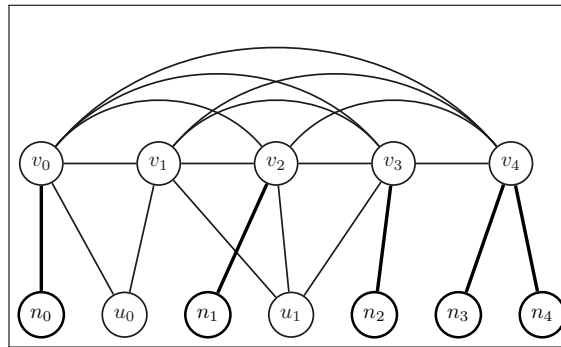 v₀ v₁ v₂ v₃ v₄
n₀ u₀ n₁ u₁ n₂ n₃ n₄